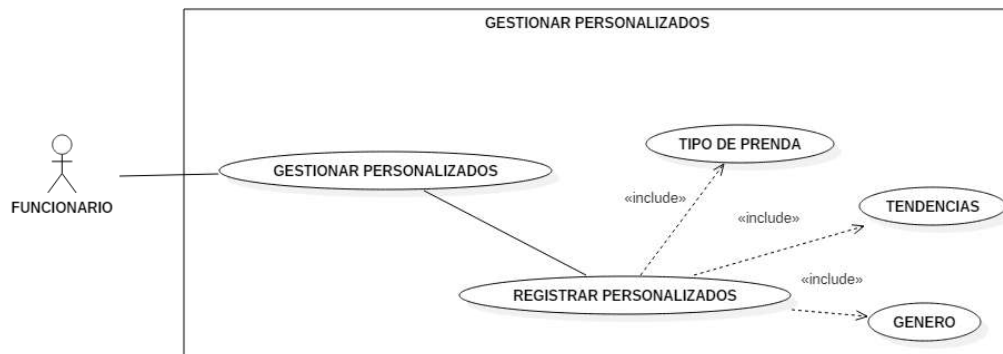 GESTIONAR PERSONALIZADOS
TIPO DE PRENDA
GESTIONAR PERSONALIZADOS
«include»
TENDENCIAS
FUNCIONARIO
«include»
«include»
REGISTRAR PERSONALIZADOS
GENERO